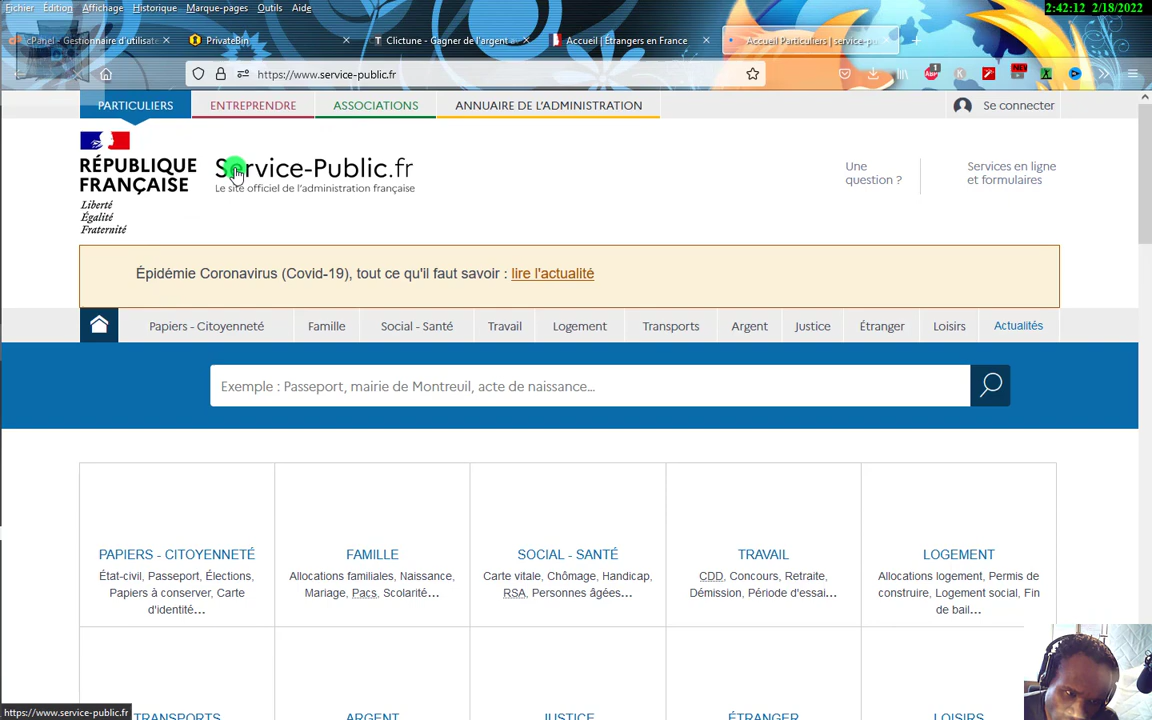 Fichier Édition Affichage Historique Marque-pages Outils Aide
2:42:12 2/18/2022
cPanel - Gestionnaire d'utilisate
PrivateBin
Clictune - Gagner de l'argent
Accueil | Étrangers en France
Accueil Particuliers | service-pu
https://www.service-public.fr
PARTICULIERS ENTREPRENDRE ASSOCIATIONS ANNUAIRE DE L'ADMINISTRATION Se connecter
RÉPUBLIQUE
FRANÇAISE
Liberté
Égalité
Fraternité
Service-Public.fr
Le site officiel de l'administration française
Une
question ?
Services en ligne
et formulaires
Épidémie Coronavirus (Covid-19), tout ce qu'il faut savoir : lire l'actualité
Papiers - Citoyenneté Famille Social - Santé Travail Logement Transports Argent Justice Étranger Loisirs Actualités
Exemple : Passeport, mairie de Montreuil, acte de naissance...
PAPIERS - CITOYENNETÉ
État-civil, Passeport, Élections,
Papiers à conserver, Carte
d'identité...
FAMILLE
Allocations familiales, Naissance,
Mariage, Pacs, Scolarité...
SOCIAL - SANTÉ
Carte vitale, Chômage, Handicap,
RSA, Personnes âgées...
TRAVAIL
CDD, Concours, Retraite,
Démission, Période d'essai...
LOGEMENT
Allocations logement, Permis de
construire, Logement social, Fin
de bail...
TRANSPORTS ARGENT JUSTICE ÉTRANGER LOISIRS
https://www.service-public.fr